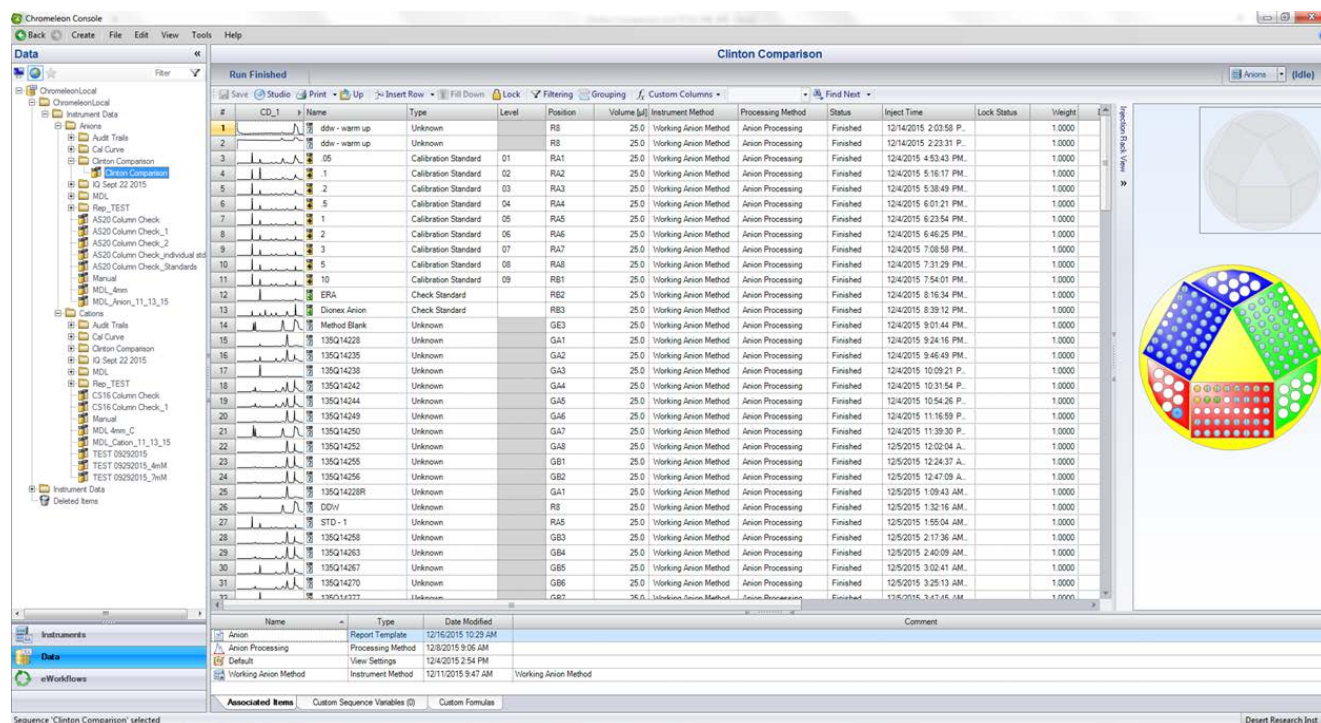 Chromeleon Console
Back Create File Edit View Tools Help
Data «
Clinton Comparison
Filter
Run Finished
Anions (Idle)
Save Studio Print Up Insert Row Fill Down Lock Filtering Grouping Custom Columns Find Next
ChromeleonLocal
ChromeleonLocal
Instrument Data
Anions
Audit Trails
Cal Curve
Clinton Comparison
Clinton Comparison
IQ Sept 22 2015
MDL
Rep_TEST
AS20 Column Check
AS20 Column Check_1
AS20 Column Check_2
AS20 Column Check_individual std
AS20 Column Check_Standards
Manual
MDL_4mm
MDL_Anion_11_13_15
Cations
Audit Trails
Cal Curve
Clinton Comparison
IQ Sept 22 2015
MDL
Rep_TEST
CS16 Column Check
CS16 Column Check_1
Manual
MDL 4mm_C
MDL_Cation_11_13_15
TEST 09292015
TEST 09292015_4mM
TEST 09292015_7mM
Instrument Data
Deleted Items
Instruments
Data
eWorkflows
# CD_1 Name Type Level Position Volume [µl] Instrument Method Processing Method Status Inject Time Lock Status Weight
1 ddw - warm up Unknown R8 25.0 Working Anion Method Anion Processing Finished 12/14/2015 2:03:58 P...
1.0000
2 ddw - warm up Unknown R8 25.0 Working Anion Method Anion Processing Finished 12/14/2015 2:23:31 P... 1.0000
3 .05 Calibration Standard 01 RA1 25.0 Working Anion Method Anion Processing Finished 12/4/2015 4:53:43 PM... 1.0000
4 .1 Calibration Standard 02 RA2 25.0 Working Anion Method Anion Processing Finished 12/4/2015 5:16:17 PM... 1.0000
5 .2 Calibration Standard 03 RA3 25.0 Working Anion Method Anion Processing Finished 12/4/2015 5:38:49 PM... 1.0000
6 .5 Calibration Standard 04 RA4 25.0 Working Anion Method Anion Processing Finished 12/4/2015 6:01:21 PM... 1.0000
7 1 Calibration Standard 05 RA5 25.0 Working Anion Method Anion Processing Finished 12/4/2015 6:23:54 PM... 1.0000
8 2 Calibration Standard 06 RA6 25.0 Working Anion Method Anion Processing Finished 12/4/2015 6:46:25 PM... 1.0000
9 3 Calibration Standard 07 RA7 25.0 Working Anion Method Anion Processing Finished 12/4/2015 7:08:58 PM... 1.0000
10 5 Calibration Standard 08 RA8 25.0 Working Anion Method Anion Processing Finished 12/4/2015 7:31:29 PM... 1.0000
11 10 Calibration Standard 09 RB1 25.0 Working Anion Method Anion Processing Finished 12/4/2015 7:54:01 PM... 1.0000
12 ERA Check Standard RB2 25.0 Working Anion Method Anion Processing Finished 12/4/2015 8:16:34 PM... 1.0000
13 Dionex Anion Check Standard RB3 25.0 Working Anion Method Anion Processing Finished 12/4/2015 8:39:12 PM... 1.0000
14 Method Blank Unknown GE3 25.0 Working Anion Method Anion Processing Finished 12/4/2015 9:01:44 PM... 1.0000
15 135Q14228 Unknown GA1 25.0 Working Anion Method Anion Processing Finished 12/4/2015 9:24:16 PM... 1.0000
16 135Q14235 Unknown GA2 25.0 Working Anion Method Anion Processing Finished 12/4/2015 9:46:49 PM... 1.0000
17 135Q14238 Unknown GA3 25.0 Working Anion Method Anion Processing Finished 12/4/2015 10:09:21 P... 1.0000
18 135Q14242 Unknown GA4 25.0 Working Anion Method Anion Processing Finished 12/4/2015 10:31:54 P... 1.0000
19 135Q14244 Unknown GA5 25.0 Working Anion Method Anion Processing Finished 12/4/2015 10:54:26 P... 1.0000
20 135Q14249 Unknown GA6 25.0 Working Anion Method Anion Processing Finished 12/4/2015 11:16:59 P... 1.0000
21 135Q14250 Unknown GA7 25.0 Working Anion Method Anion Processing Finished 12/4/2015 11:39:30 P... 1.0000
22 135Q14252 Unknown GA8 25.0 Working Anion Method Anion Processing Finished 12/5/2015 12:02:04 A... 1.0000
23 135Q14255 Unknown GB1 25.0 Working Anion Method Anion Processing Finished 12/5/2015 12:24:37 A... 1.0000
24 135Q14256 Unknown GB2 25.0 Working Anion Method Anion Processing Finished 12/5/2015 12:47:09 A... 1.0000
25 135Q14228R Unknown GA1 25.0 Working Anion Method Anion Processing Finished 12/5/2015 1:09:43 AM... 1.0000
26 DDW Unknown R8 25.0 Working Anion Method Anion Processing Finished 12/5/2015 1:32:16 AM... 1.0000
27 STD - 1 Unknown RA5 25.0 Working Anion Method Anion Processing Finished 12/5/2015 1:55:04 AM... 1.0000
28 135Q14258 Unknown GB3 25.0 Working Anion Method Anion Processing Finished 12/5/2015 2:17:36 AM... 1.0000
29 135Q14263 Unknown GB4 25.0 Working Anion Method Anion Processing Finished 12/5/2015 2:40:09 AM... 1.0000
30 135Q14267 Unknown GB5 25.0 Working Anion Method Anion Processing Finished 12/5/2015 3:02:41 AM... 1.0000
31 135Q14270 Unknown GB6 25.0 Working Anion Method Anion Processing Finished 12/5/2015 3:25:13 AM... 1.0000
Injection Rack View
»
Name Type Date Modified Comment
Anion Report Template 12/16/2015 10:29 AM
Anion Processing Processing Method 12/8/2015 9:06 AM
Default View Settings 12/4/2015 2:54 PM
Working Anion Method Instrument Method 12/11/2015 9:47 AM Working Anion Method
Associated Items Custom Sequence Variables (0) Custom Formulas
Sequence 'Clinton Comparison' selected
Desert Research Inst